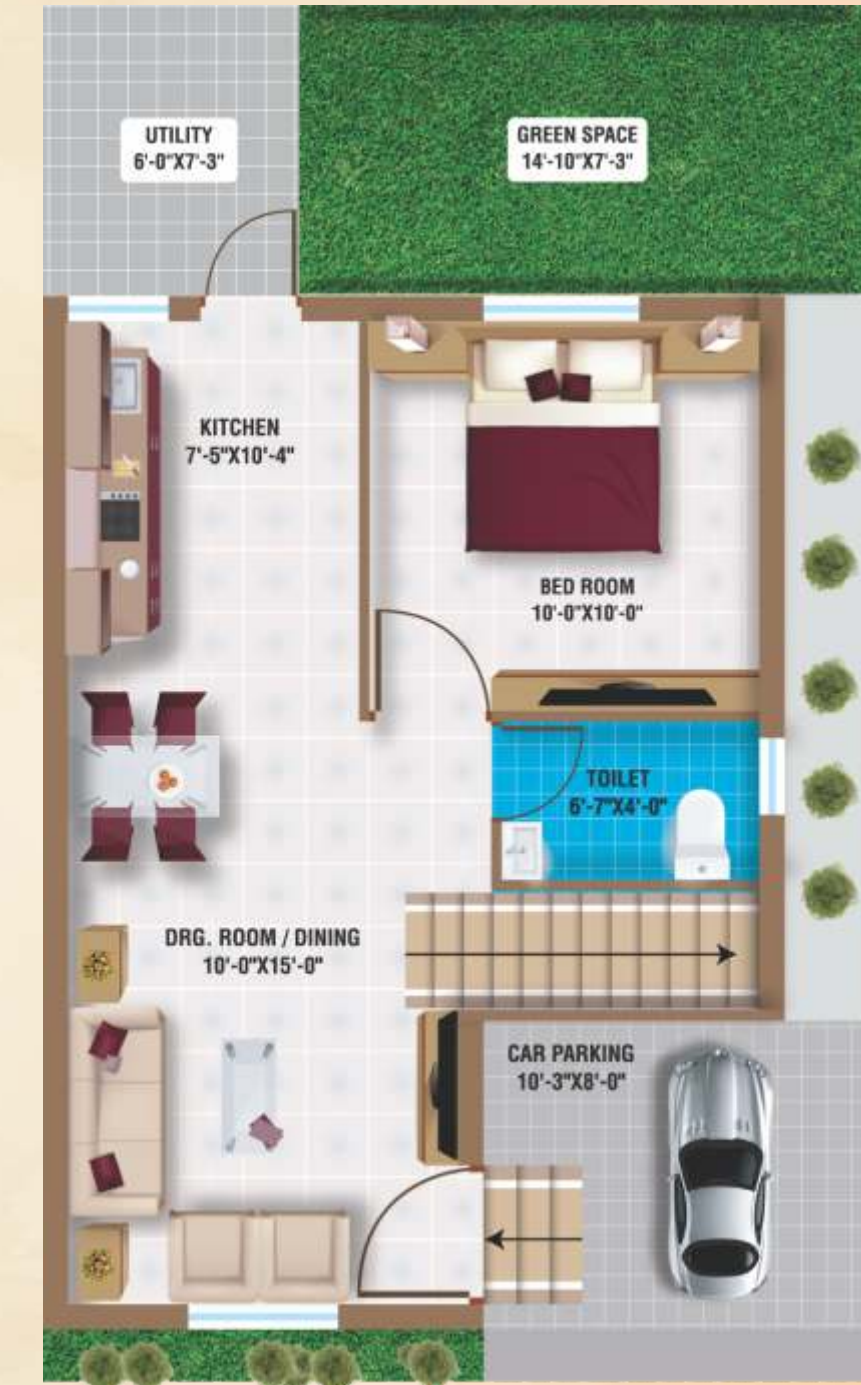 UTILITY
6'-0"X7'-3"
GREEN SPACE
14'-10"X7'-3"
KITCHEN
7'-5"X10'-4"
BED ROOM
10'-0"X10'-0"
TOILET
6'-7"X4'-0"
DRG. ROOM / DINING
10'-0"X15'-0"
CAR PARKING
10'-3"X8'-0"